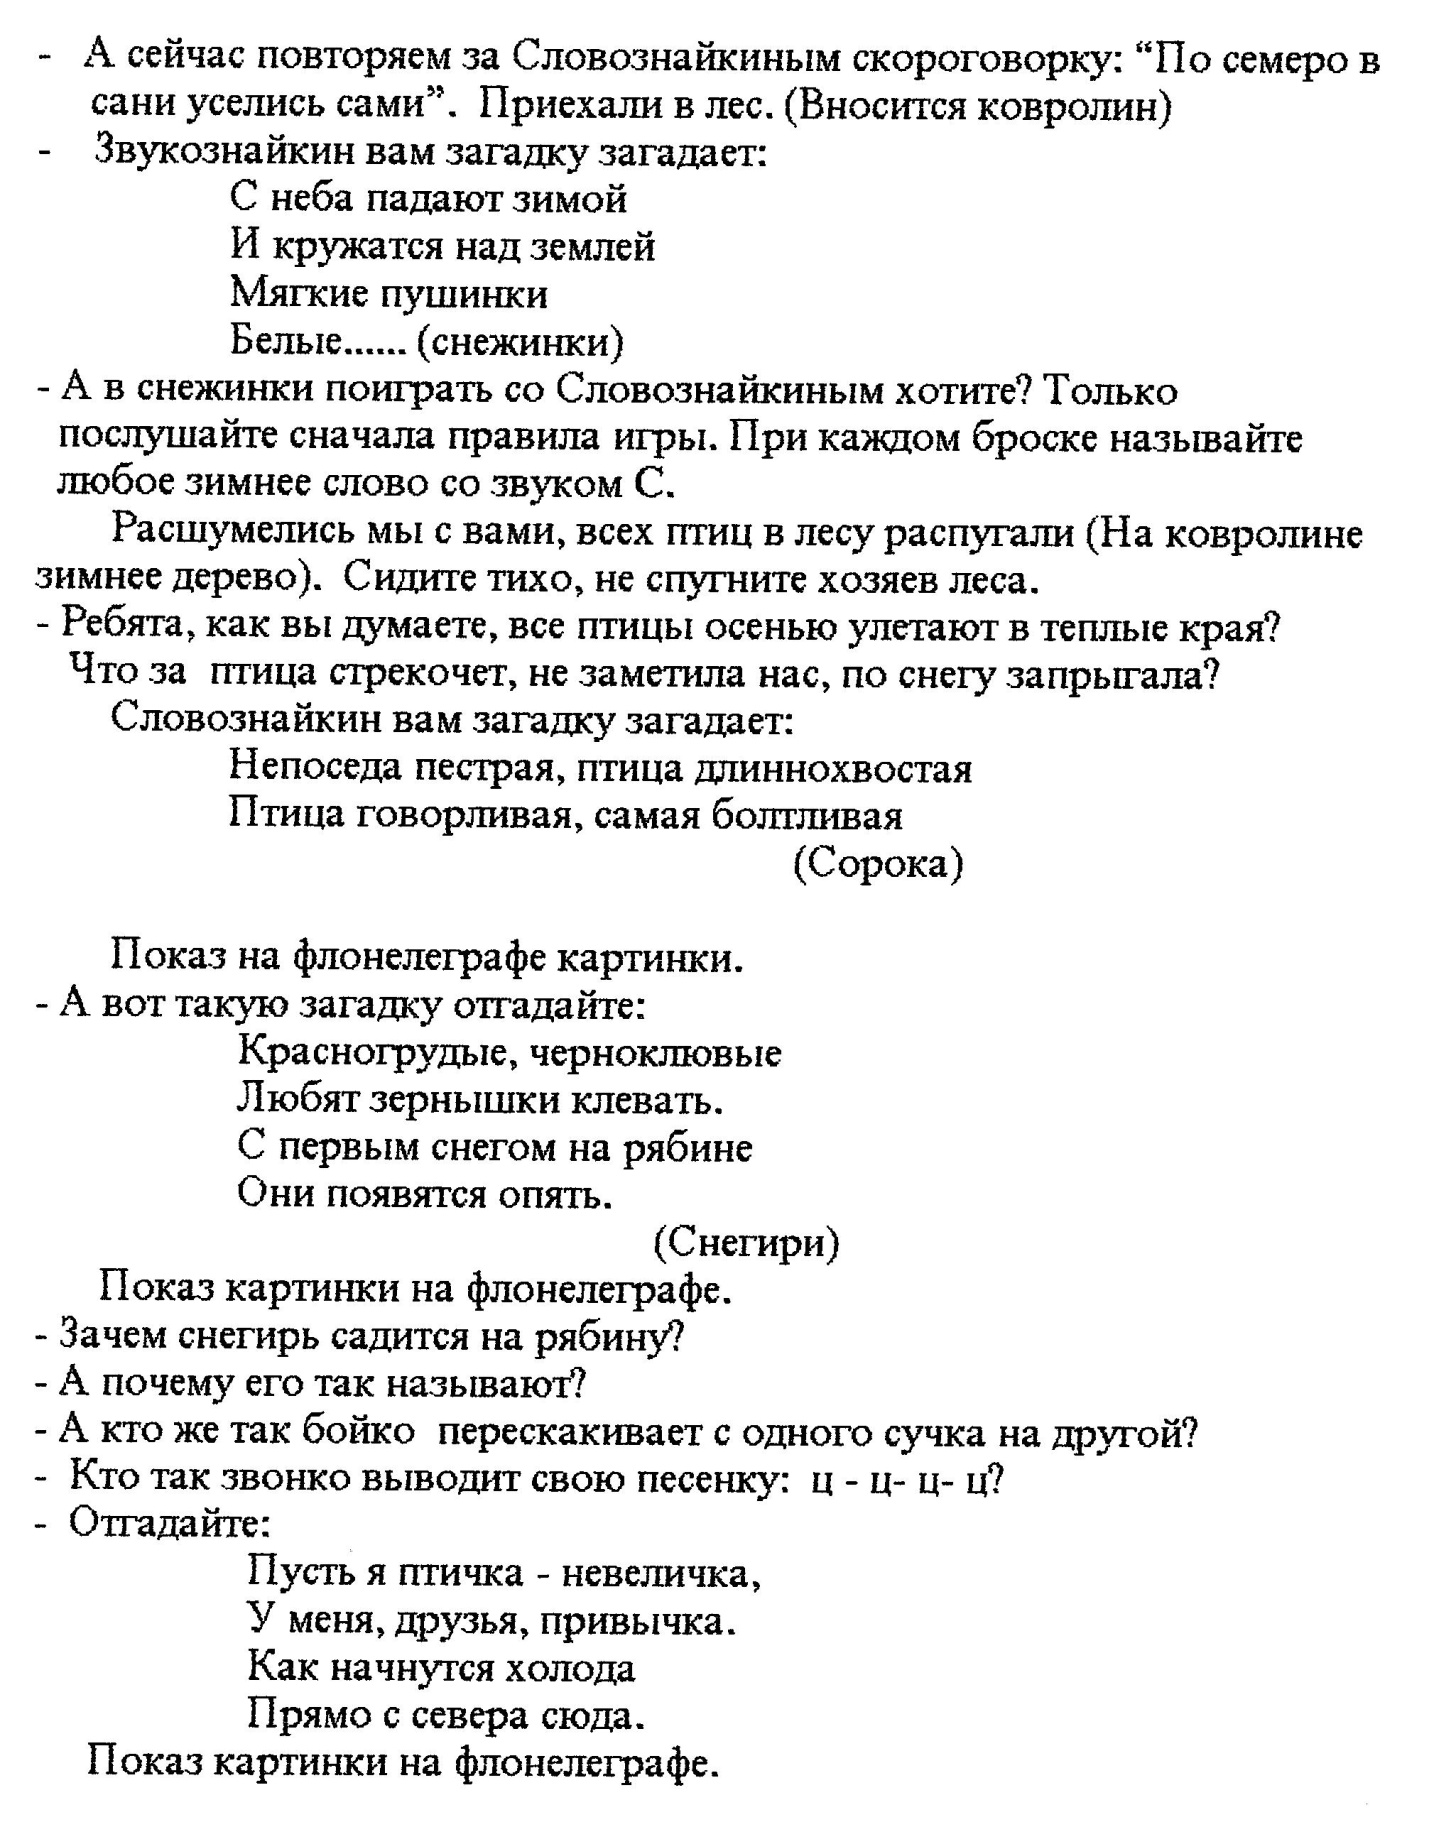 - А сейчас повторяем за Словознайкиным скороговорку: “По семеро в
сани уселись сами”. Приехали в лес. (Вносится ковролин)
- Звукознайкин вам загадку загадает:
С неба падают зимой
И кружатся над землей
Мягкие пушинки
Белые...... (снежинки)
- А в снежинки поиграть со Словознайкиным хотите? Только
послушайте сначала правила игры. При каждом броске называйте
любое зимнее слово со звуком С.
Расшумелись мы с вами, всех птиц в лесу распугали (На ковролине
зимнее дерево). Сидите тихо, не спугните хозяев леса.
- Ребята, как вы думаете, все птицы осенью улетают в теплые края?
Что за птица стрекочет, не заметила нас, по снегу запрыгала?
Словознайкин вам загадку загадает:
Непоседа пестрая, птица длиннохвостая
Птица говорливая, самая болтливая
(Сорока)
Показ на флонелеграфе картинки.
- А вот такую загадку отгадайте:
Красногрудые, черноклювые
Любят зернышки клевать.
С первым снегом на рябине
Они появятся опять.
(Снегири)
Показ картинки на флонелеграфе.
- Зачем снегирь садится на рябину?
- А почему его так называют?
- А кто же так бойко перескакивает с одного сучка на другой?
- Кто так звонко выводит свою песенку: ц - ц- ц- ц?
- Отгадайте:
Пусть я птичка - невеличка,
У меня, друзья, привычка.
Как начнутся холода
Прямо с севера сюда.
Показ картинки на флонелеграфе.